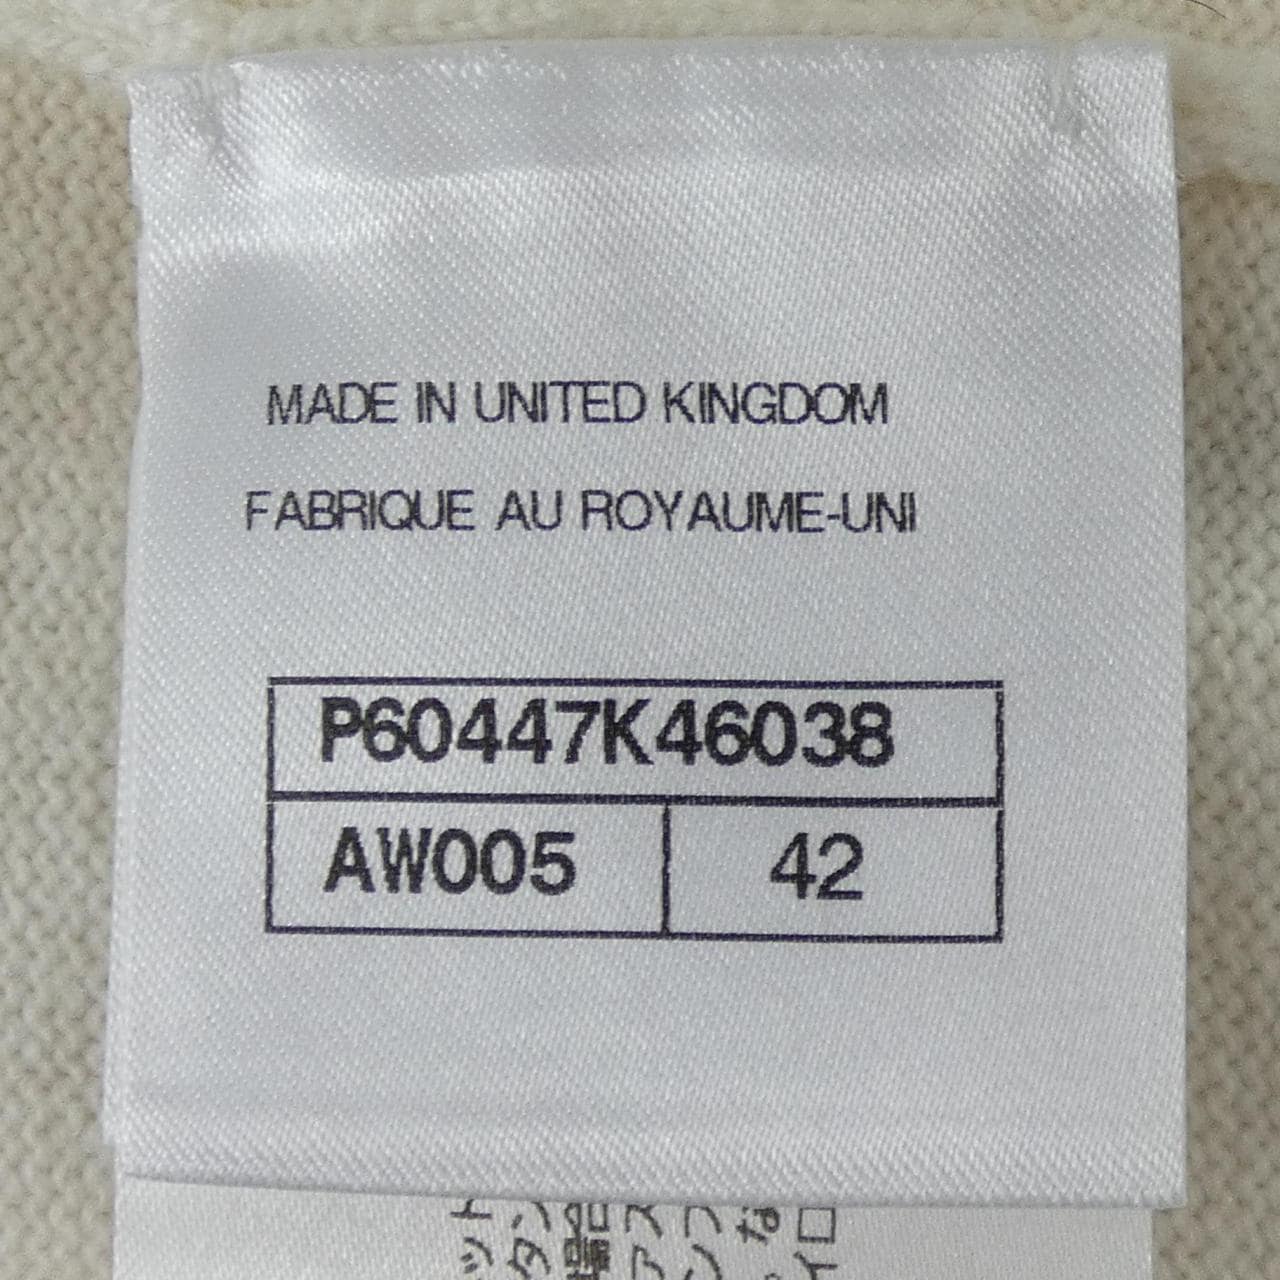 MADE IN UNITED KINGDOM
FABRIQUE AU ROYAUME-UNI
P60447K46038
AW005 42